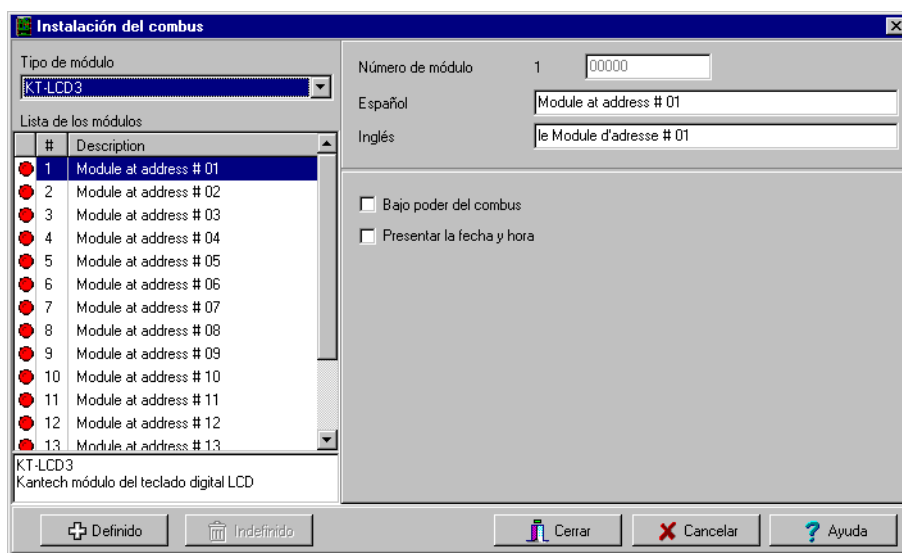 Instalación del combus
Tipo de módulo
KT-LCD3
Lista de los módulos
# Description
1 Module at address # 01
2 Module at address # 02
3 Module at address # 03
4 Module at address # 04
5 Module at address # 05
6 Module at address # 06
7 Module at address # 07
8 Module at address # 08
9 Module at address # 09
10 Module at address # 10
11 Module at address # 11
12 Module at address # 12
13 Module at address # 13
KT-LCD3
Kantech módulo del teclado digital LCD
Número de módulo 1 00000
Español Module at address # 01
Inglés le Module d'adresse # 01
Bajo poder del combus
Presentar la fecha y hora
Definido Indefinido Cerrar Cancelar Ayuda